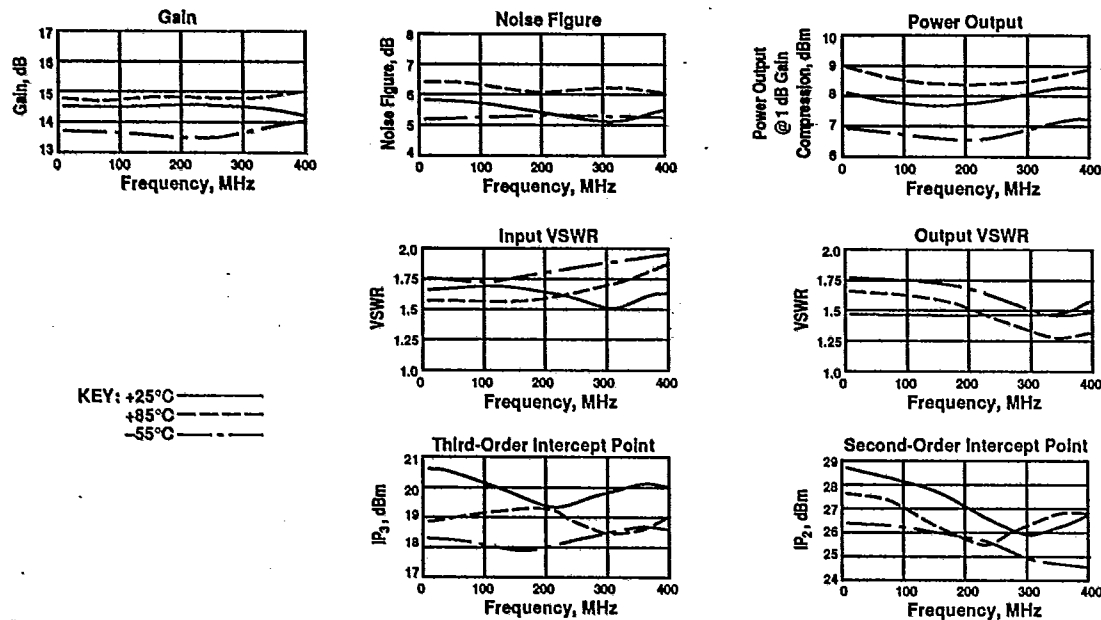 Gain
17
16
15
14
13
Gain, dB
0 100 200 300 400
Frequency, MHz
Noise Figure
8
7
6
5
4
Noise Figure, dB
0 100 200 300 400
Frequency, MHz
Power Output
10
9
8
7
6
Power Output
@ 1 dB Gain
Compression, dBm
0 100 200 300 400
Frequency, MHz
Input VSWR
2.0
1.75
1.5
1.25
1.0
VSWR
0 100 200 300 400
Frequency, MHz
Output VSWR
2.0
1.75
1.5
1.25
1.0
VSWR
0 100 200 300 400
Frequency, MHz
KEY: +25°C
+85°C
–55°C
Third-Order Intercept Point
21
20
19
18
17
IP3, dBm
0 100 200 300 400
Frequency, MHz
Second-Order Intercept Point
29
28
27
26
25
24
IP2, dBm
0 100 200 300 400
Frequency, MHz